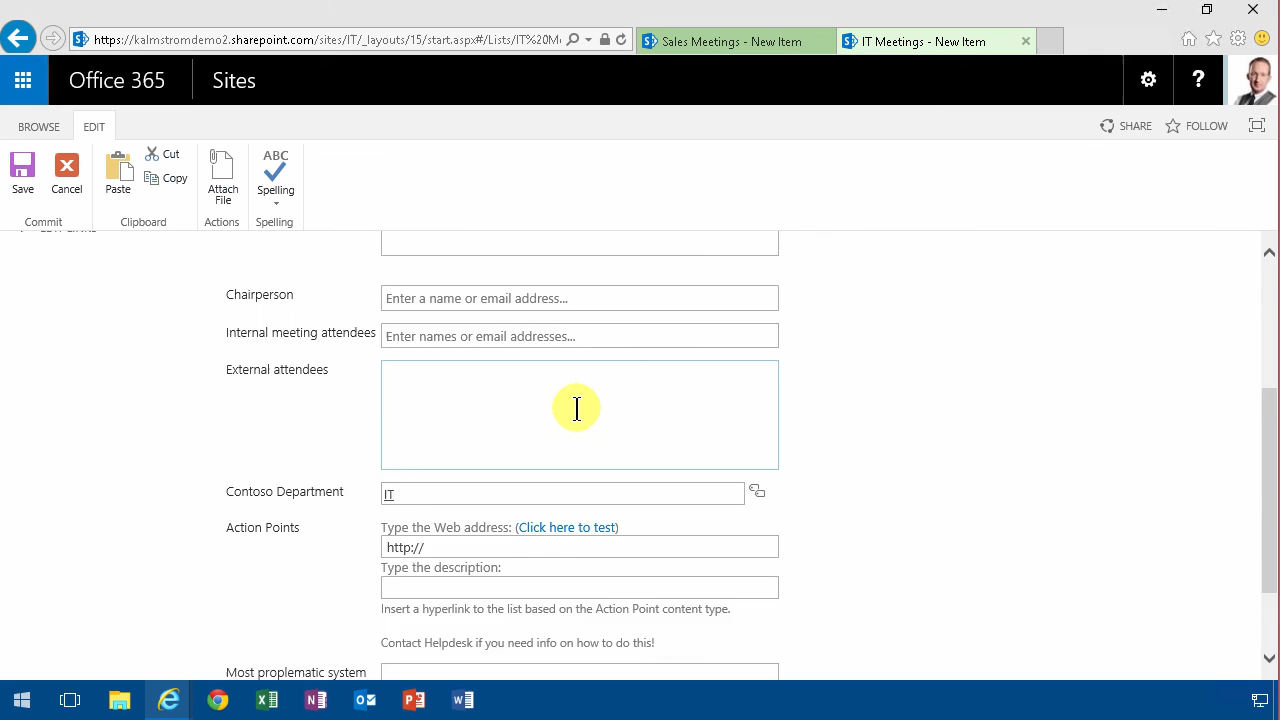 https://kalmstromdemo2.sharepoint.com/sites/IT/_layouts/15/start.aspx#/Lists/IT%20M
Sales Meetings - New Item
IT Meetings - New Item
Office 365
Sites
?
BROWSE
EDIT
SHARE
FOLLOW
Save
Cancel
Paste
Cut
Copy
Attach
File
ABC
Spelling
Commit
Clipboard
Actions
Spelling
Chairperson
Enter a name or email address...
Internal meeting attendees
Enter names or email addresses...
External attendees
Contoso Department
IT
Action Points
Type the Web address: (Click here to test)
http://
Type the description:
Insert a hyperlink to the list based on the Action Point content type.
Contact Helpdesk if you need info on how to do this!
Most proplematic system